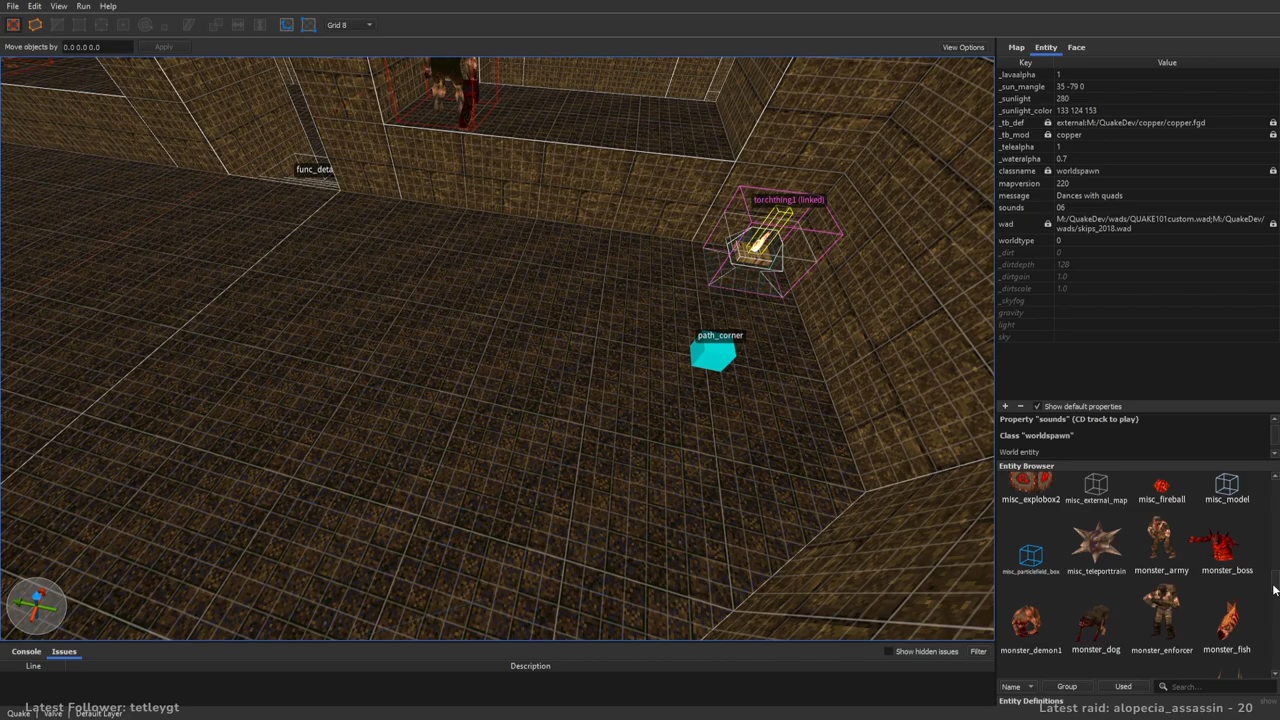 File Edit View Run Help
Grid 8
Move objects by 0.0 0.0 0.0 Apply View Options
Map Entity Face
Key Value
_lavaalpha 1
_sun_mangle 35 -79 0
_sunlight 280
_sunlight_color 133 124 153
_tb_def external:M:/QuakeDev/copper/copper.fgd
_tb_mod copper
_telealpha 1
_wateralpha 0.7
classname worldspawn
mapversion 220
message Dances with quads
sounds 06
wad M:/QuakeDev/wads/QUAKE101custom.wad;M:/QuakeDev/
wads/skips_2018.wad
worldtype 0
_dirt 0
_dirtdepth 128
_dirtgain 1.0
_dirtscale 1.0
_skyfog
gravity
light
sky
+ − Show default properties
Property "sounds" (CD track to play)
Class "worldspawn"
World entity
Entity Browser
misc_explobox2 misc_external_map misc_fireball misc_model
misc_particlefield_box misc_teleporttrain monster_army monster_boss
monster_demon1 monster_dog monster_enforcer monster_fish
Name Group Used Search...
Entity Definitions show
func_deta
torchthing1 (linked)
path_corner
Console Issues Show hidden issues Filter
Line Description
Quake Valve Default Layer
Latest Follower: tetleygt
Latest raid: alopecia_assassin - 20